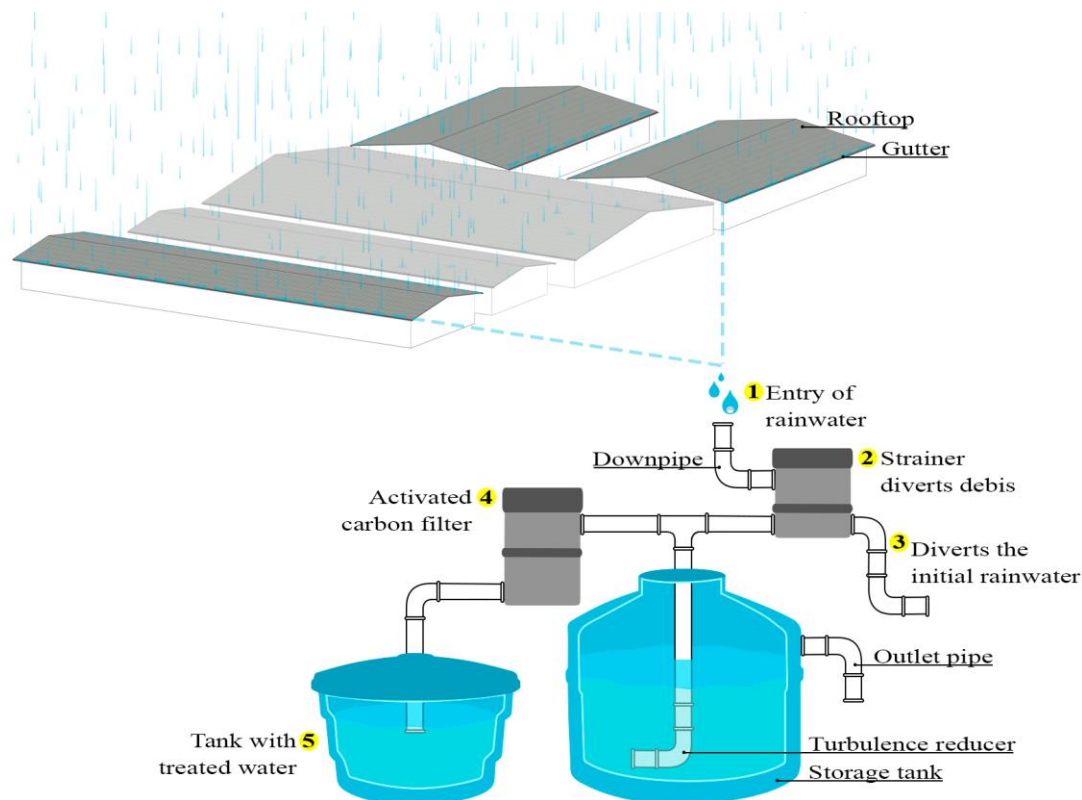 Rooftop
Gutter
1 Entry of
rainwater
Downpipe
2 Strainer
diverts debis
Activated 4
carbon filter
3 Diverts the
initial rainwater
Outlet pipe
Tank with 5
treated water
Turbulence reducer
Storage tank